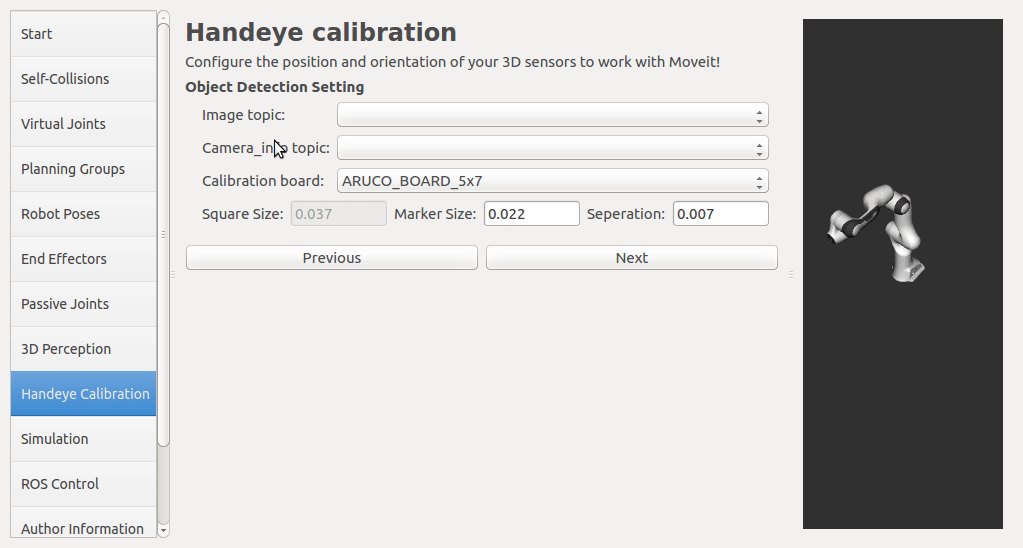 Start
Self-Collisions
Virtual Joints
Planning Groups
Robot Poses
End Effectors
Passive Joints
3D Perception
Handeye Calibration
Simulation
ROS Control
Author Information
Handeye calibration
Configure the position and orientation of your 3D sensors to work with Moveit!
Object Detection Setting
Image topic:
Camera_info topic:
Calibration board: ARUCO_BOARD_5x7
Square Size: 0.037 Marker Size: 0.022 Seperation: 0.007
Previous Next